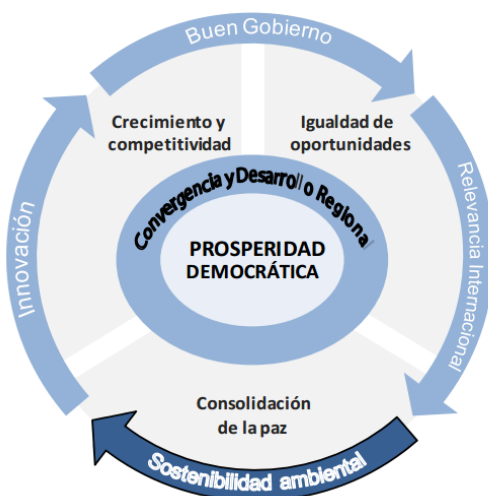 Buen Gobierno
Crecimiento y
competitividad
Igualdad de
oportunidades
Innovación
Relevancia Internacional
Convergencia y Desarrollo Regional
PROSPERIDAD
DEMOCRÁTICA
Consolidación
de la paz
Sostenibilidad ambiental